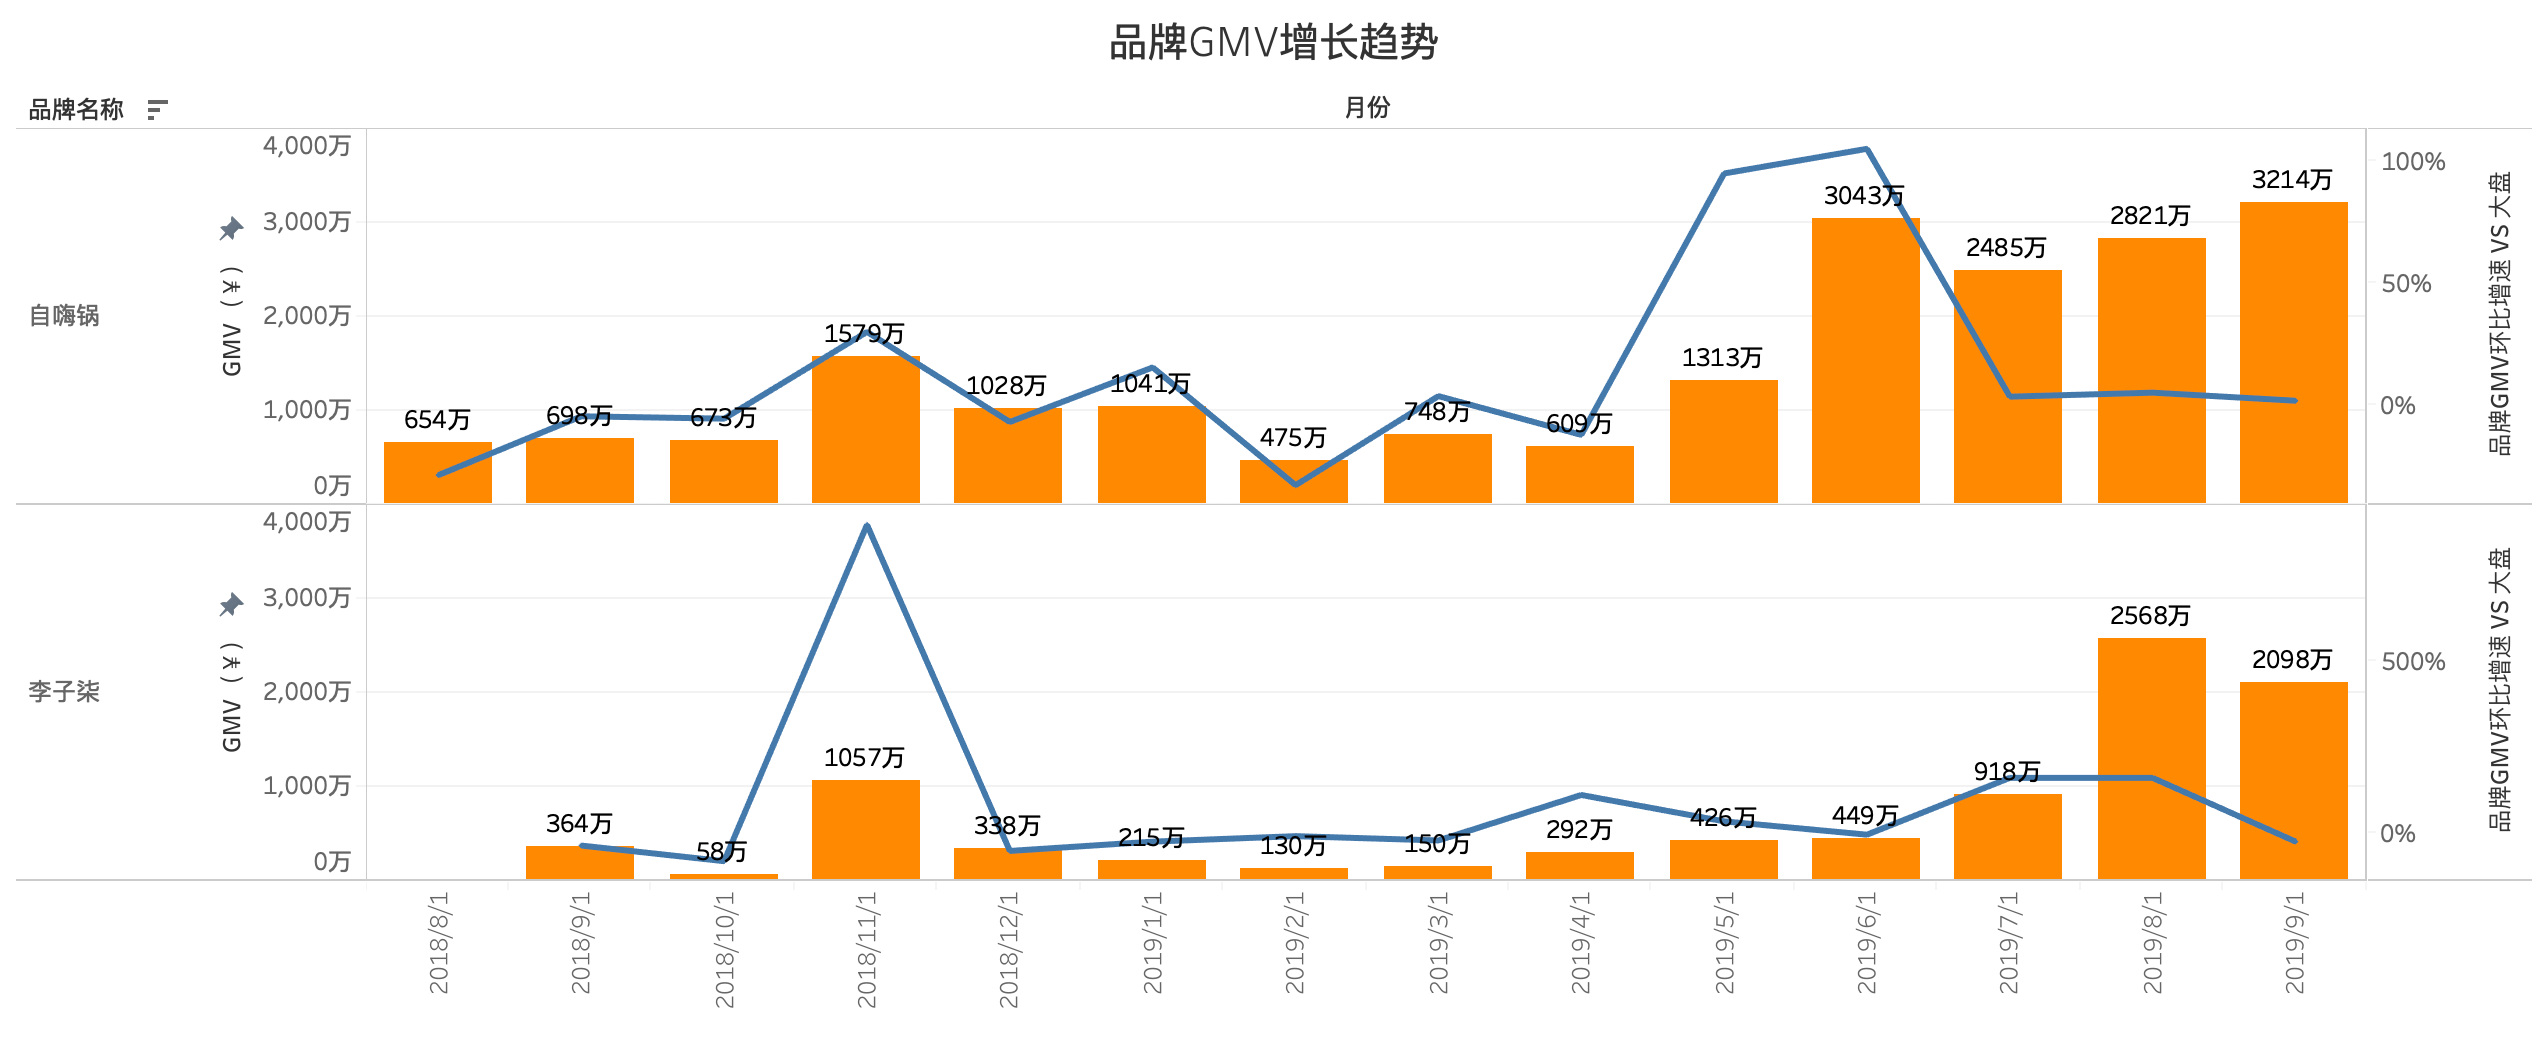 品牌GMV增长趋势
品牌名称
月份
自嗨锅
GMV（¥）
4,000万
3,000万
2,000万
1,000万
0万
654万
698万
673万
1579万
1028万
1041万
475万
748万
609万
1313万
3043万
2485万
2821万
3214万
100%
50%
0%
品牌GMV环比增速 VS 大盘
李子柒
GMV（¥）
4,000万
3,000万
2,000万
1,000万
0万
364万
58万
1057万
338万
215万
130万
150万
292万
426万
449万
918万
2568万
2098万
500%
0%
品牌GMV环比增速 VS 大盘
2018/8/1
2018/9/1
2018/10/1
2018/11/1
2018/12/1
2019/1/1
2019/2/1
2019/3/1
2019/4/1
2019/5/1
2019/6/1
2019/7/1
2019/8/1
2019/9/1